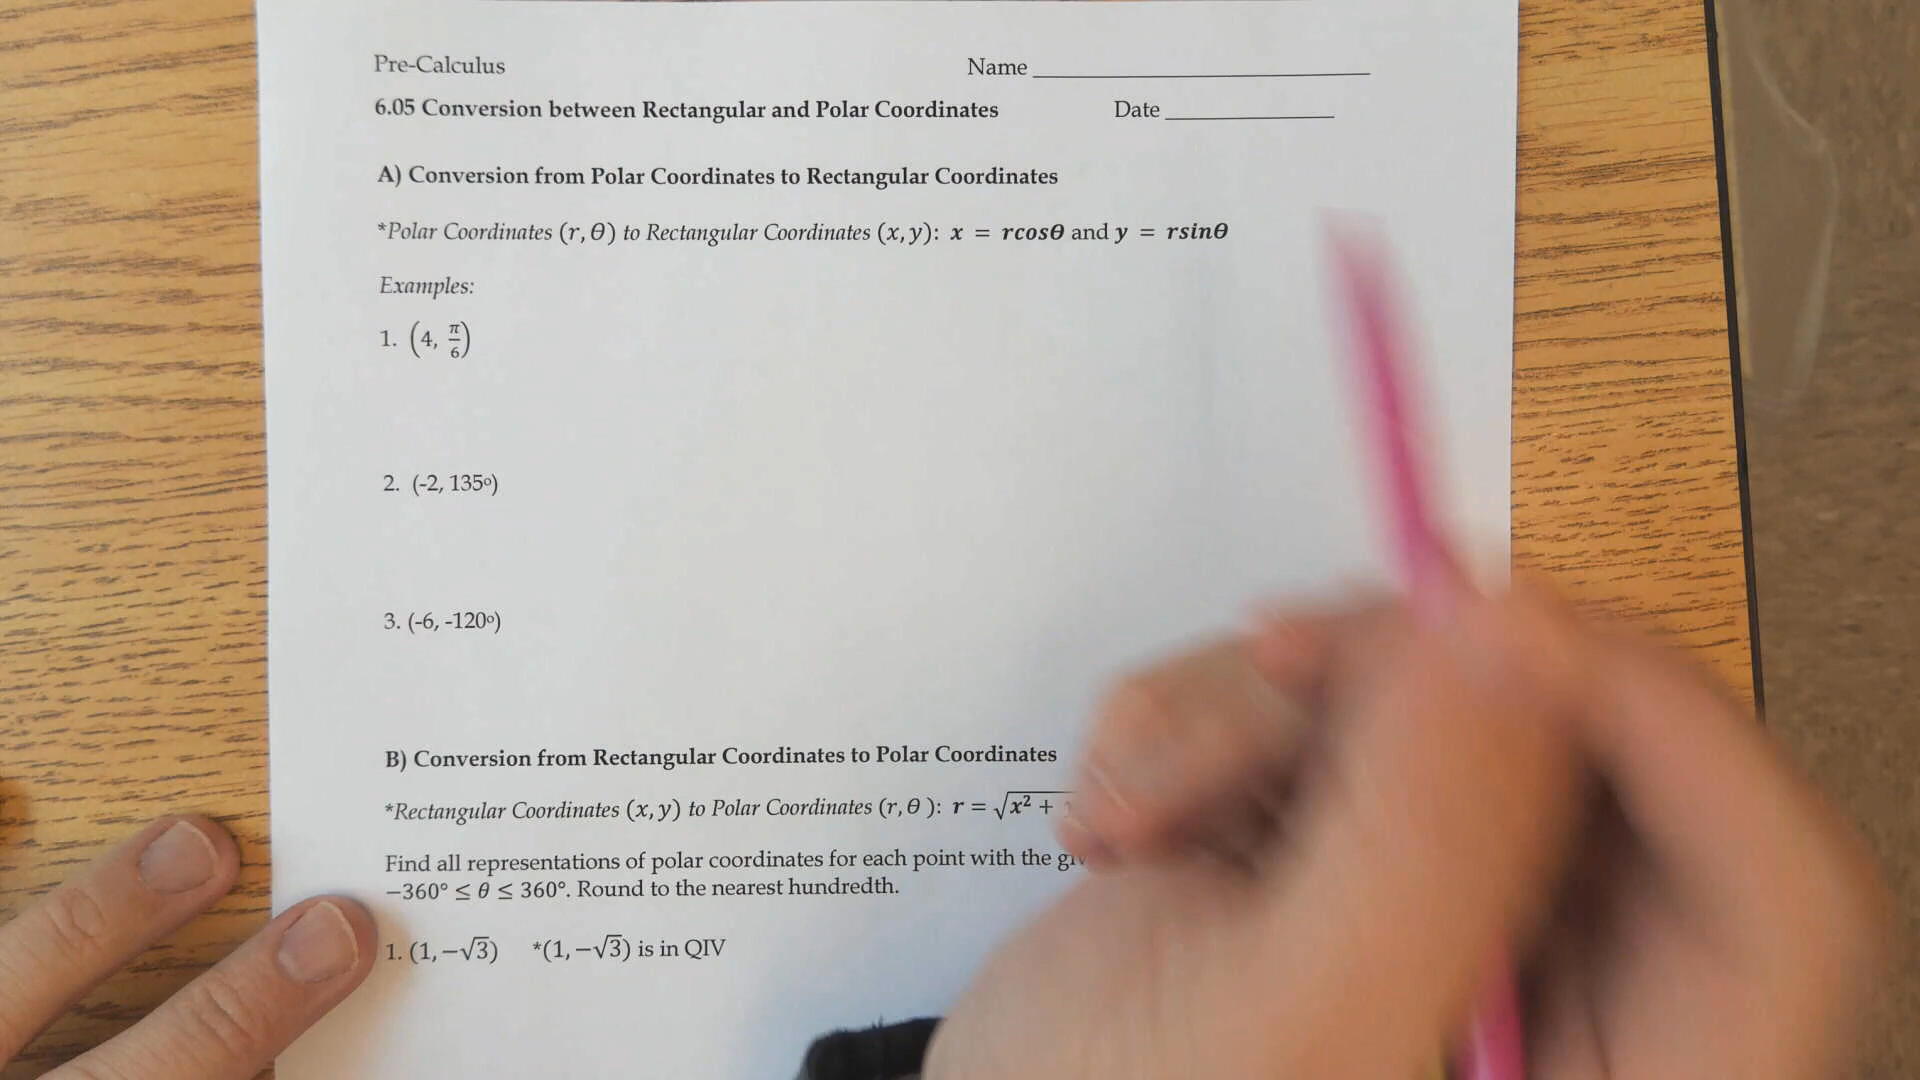 Pre-Calculus Name
6.05 Conversion between Rectangular and Polar Coordinates Date
A) Conversion from Polar Coordinates to Rectangular Coordinates
*Polar Coordinates (r, θ) to Rectangular Coordinates (x, y): x = rcosθ and y = rsinθ
Examples:
1. (4, π/6)
2. (-2, 135º)
3. (-6, -120º)
B) Conversion from Rectangular Coordinates to Polar Coordinates
*Rectangular Coordinates (x, y) to Polar Coordinates (r, θ ): r = √x² +
Find all representations of polar coordinates for each point with the
−360° ≤ θ ≤ 360°. Round to the nearest hundredth.
1. (1, −√3) *(1, −√3) is in QIV